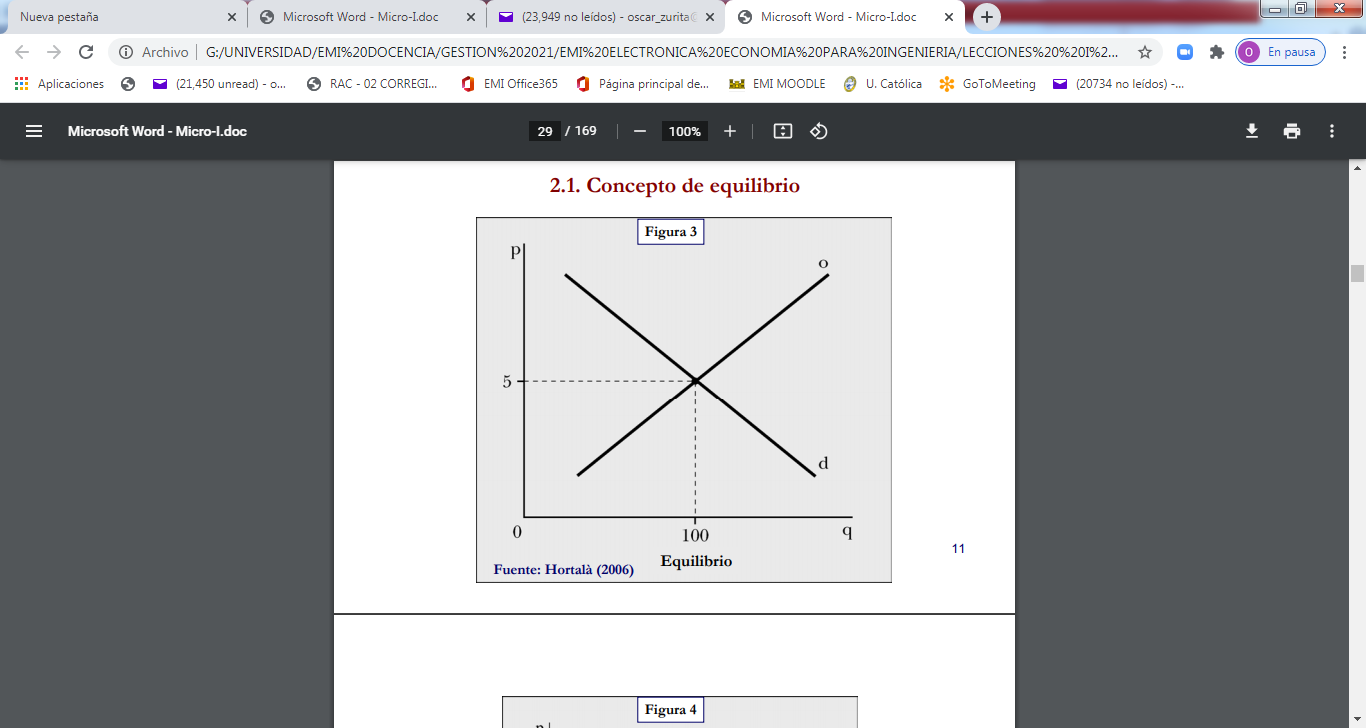 Nueva pestaña
Microsoft Word - Micro-I.doc
(23,949 no leídos) - oscar_zurita
Microsoft Word - Micro-I.doc
Archivo
G:/UNIVERSIDAD/EMI%20DOCENCIA/GESTION%202021/EMI%20ELECTRONICA%20ECONOMIA%20PARA%20INGENIERIA/LECCIONES%20%20I%2...
O En pausa
Aplicaciones
(21,450 unread) - o...
RAC - 02 CORREGI...
EMI Office365
Página principal de...
EMI MOODLE
U. Católica
GoToMeeting
(20734 no leídos) -...
Microsoft Word - Micro-I.doc
29 / 169
100%
2.1. Concepto de equilibrio
Figura 3
p
o
5
d
0
100
q
Equilibrio
Fuente: Hortalà (2006)
11
Figura 4